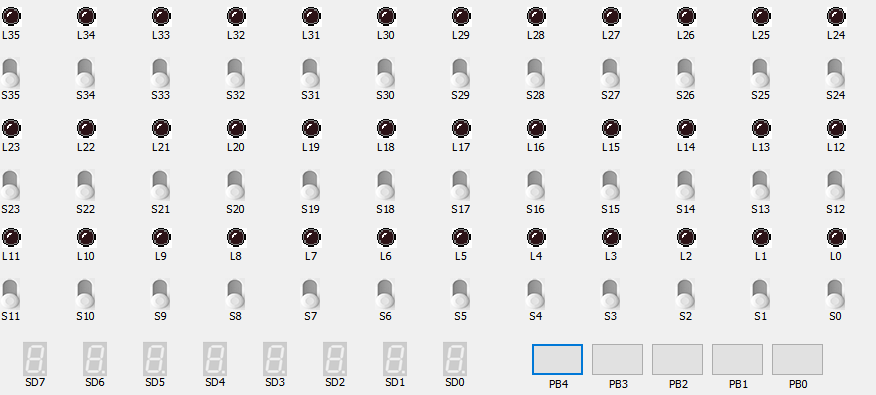 L35 L34 L33 L32 L31 L30 L29 L28 L27 L26 L25 L24
S35 S34 S33 S32 S31 S30 S29 S28 S27 S26 S25 S24
L23 L22 L21 L20 L19 L18 L17 L16 L15 L14 L13 L12
S23 S22 S21 S20 S19 S18 S17 S16 S15 S14 S13 S12
L11 L10 L9 L8 L7 L6 L5 L4 L3 L2 L1 L0
S11 S10 S9 S8 S7 S6 S5 S4 S3 S2 S1 S0
SD7 SD6 SD5 SD4 SD3 SD2 SD1 SD0 PB4 PB3 PB2 PB1 PB0